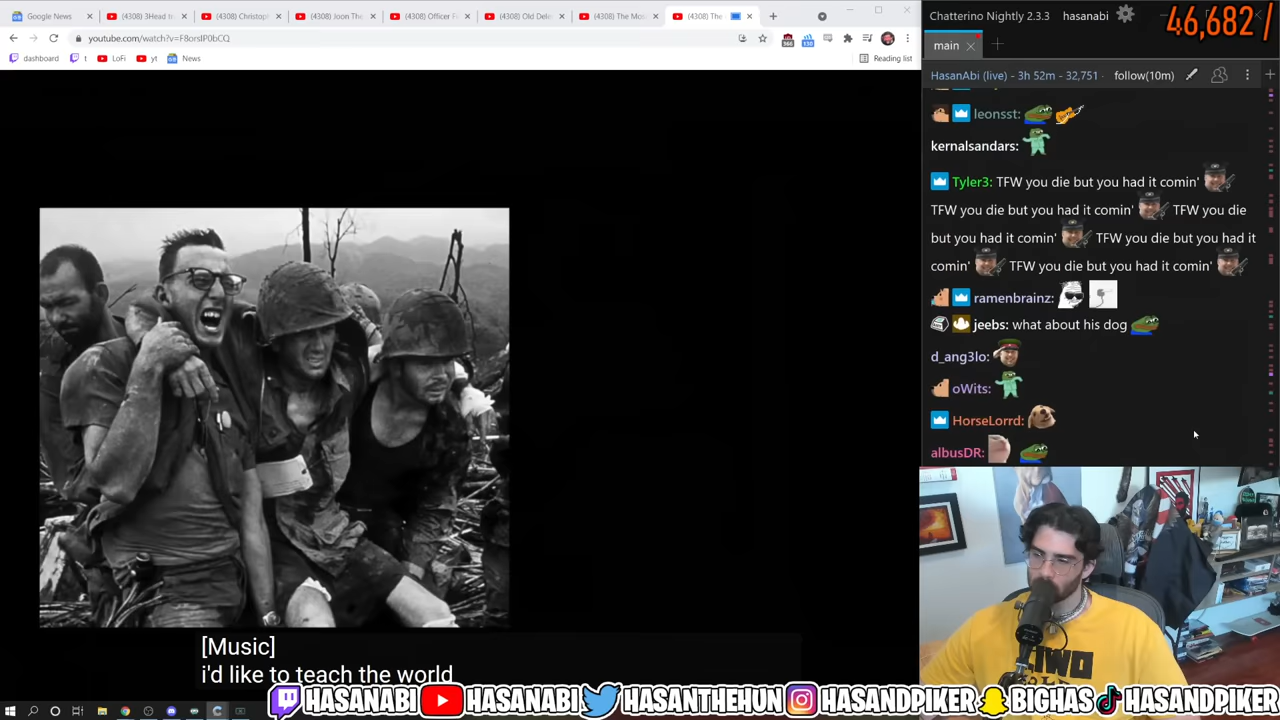 Google News
(4308) 3Head tr
(4308) Christoph
(4308) Joon The
(4308) Officer F
(4308) Old Dele
(4308) The Mos
(4308) The
youtube.com/watch?v=F8orsIP0bCQ
566
130
dashboard
t
LoFi
yt
News
Reading list
[Music]
i'd like to teach the world
Chatterino Nightly 2.3.3
hasanabi
46,682 /
main
HasanAbi (live) - 3h 52m - 32,751
follow(10m)
leonsst:
kernalsandars:
Tyler3: TFW you die but you had it comin'
TFW you die but you had it comin' TFW you die
but you had it comin' TFW you die but you had it
comin' TFW you die but you had it comin'
ramenbrainz:
jeebs: what about his dog
d_ang3lo:
oWits:
HorseLorrd:
albusDR:
HASANABI HASANABI HASANTHEHUN HASANDPIKER BIGHAS HASANDPIKER